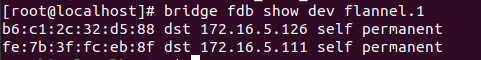 [root@localhost]# bridge fdb show dev flannel.1
b6:c1:2c:32:d5:88 dst 172.16.5.126 self permanent
fe:7b:3f:fc:eb:8f dst 172.16.5.111 self permanent